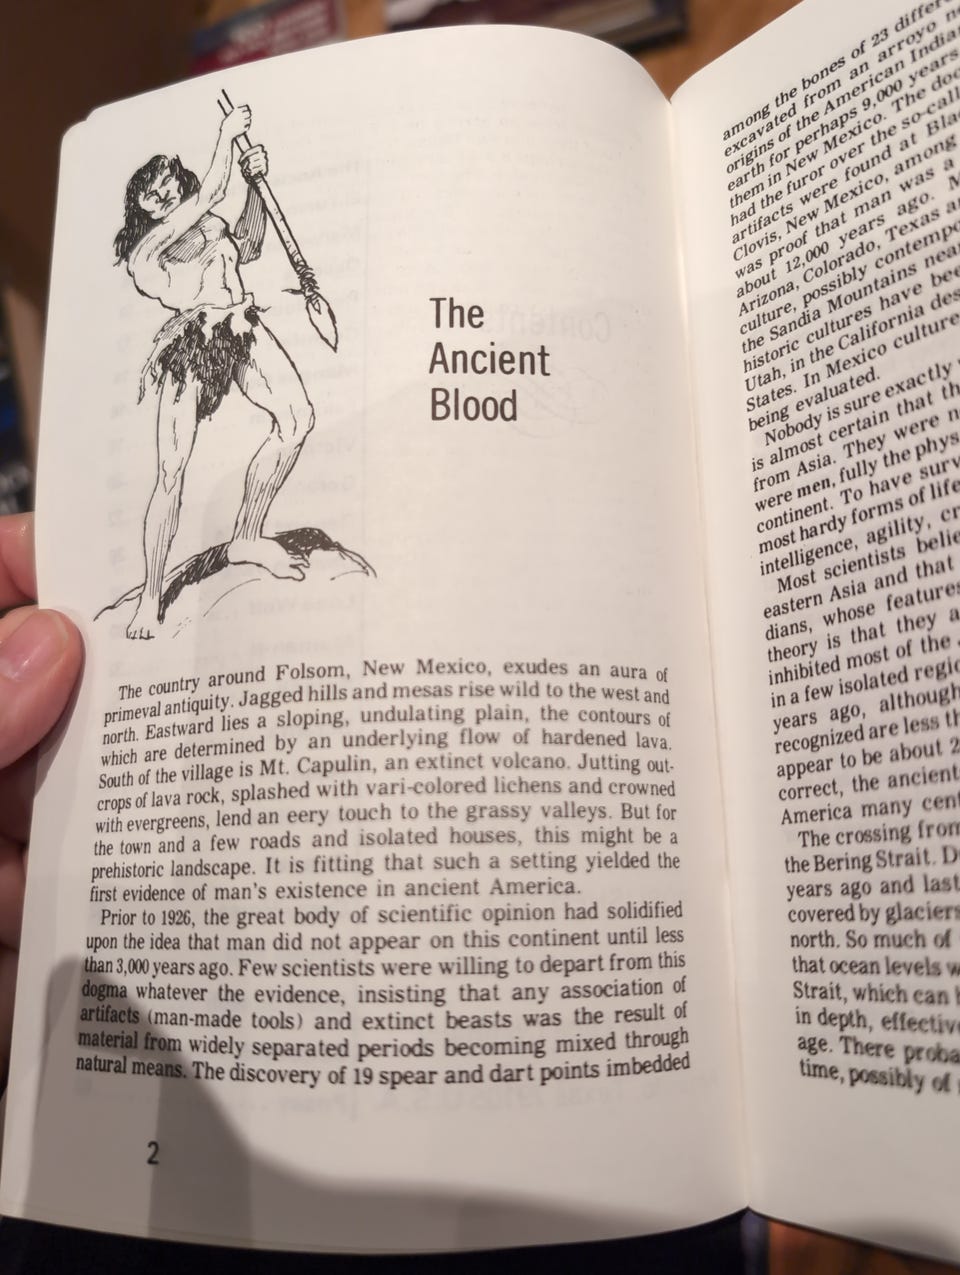 The
Ancient
Blood
The country around Folsom, New Mexico, exudes an aura of
primeval antiquity. Jagged hills and mesas rise wild to the west and
north. Eastward lies a sloping, undulating plain, the contours of
which are determined by an underlying flow of hardened lava.
South of the village is Mt. Capulin, an extinct volcano. Jutting out-
crops of lava rock, splashed with vari-colored lichens and crowned
with evergreens, lend an eery touch to the grassy valleys. But for
the town and a few roads and isolated houses, this might be a
prehistoric landscape. It is fitting that such a setting yielded the
first evidence of man's existence in ancient America.
Prior to 1926, the great body of scientific opinion had solidified
upon the idea that man did not appear on this continent until less
than 3,000 years ago. Few scientists were willing to depart from this
dogma whatever the evidence, insisting that any association of
artifacts (man-made tools) and extinct beasts was the result of
material from widely separated periods becoming mixed through
natural means. The discovery of 19 spear and dart points imbedded
2
among the bones of 23 differ
excavated from an arroyo
origins of the American India
earth for perhaps 9,000 years
them in New Mexico. The
had the furor over the so-call
artifacts were found at Bla
Clovis, New Mexico, among
was proof that man was a
about 12,000 years ago.
Arizona, Colorado, Texas a
culture, possibly contempo
the Sandia Mountains nea
historic cultures have bee
Utah, in the California des
States. In Mexico culture
being evaluated.
Nobody is sure exactly
is almost certain that th
from Asia. They were n
were men, fully the phys
continent. To have surv
most hardy forms of life
intelligence, agility, cr
Most scientists belie
eastern Asia and that
dians, whose features
theory is that they a
inhibited most of the
in a few isolated regio
years ago, although
recognized are less th
appear to be about 2
correct, the ancient
America many cent
The crossing from
the Bering Strait. D
years ago and last
covered by glaciers
north. So much of
that ocean levels w
Strait, which can
in depth, effectiv
age. There proba
time, possibly of